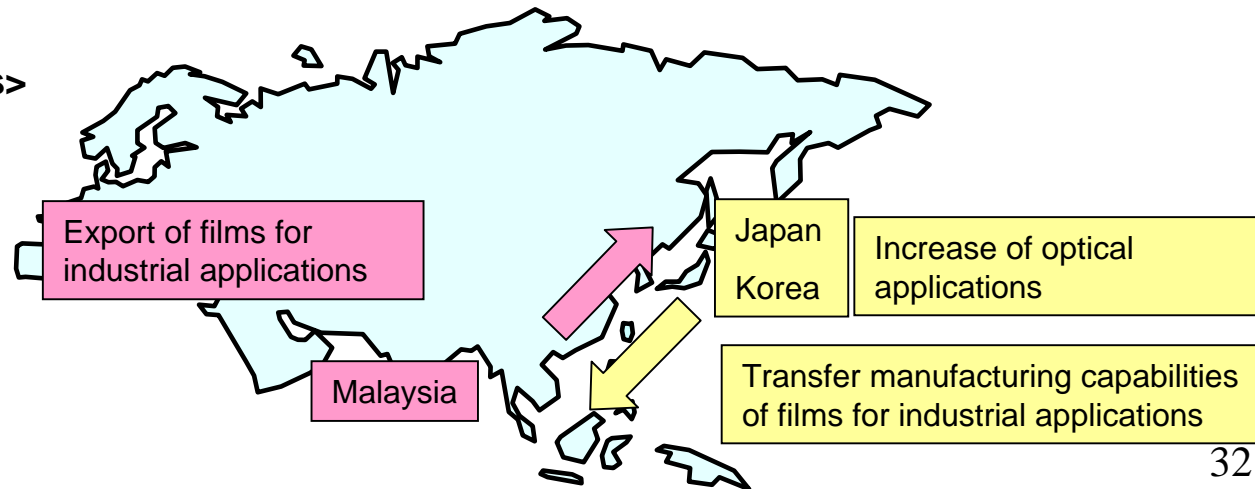 s>
Export of films for
industrial applications
Japan
Korea
Increase of optical
applications
Malaysia
Transfer manufacturing capabilities
of films for industrial applications
32